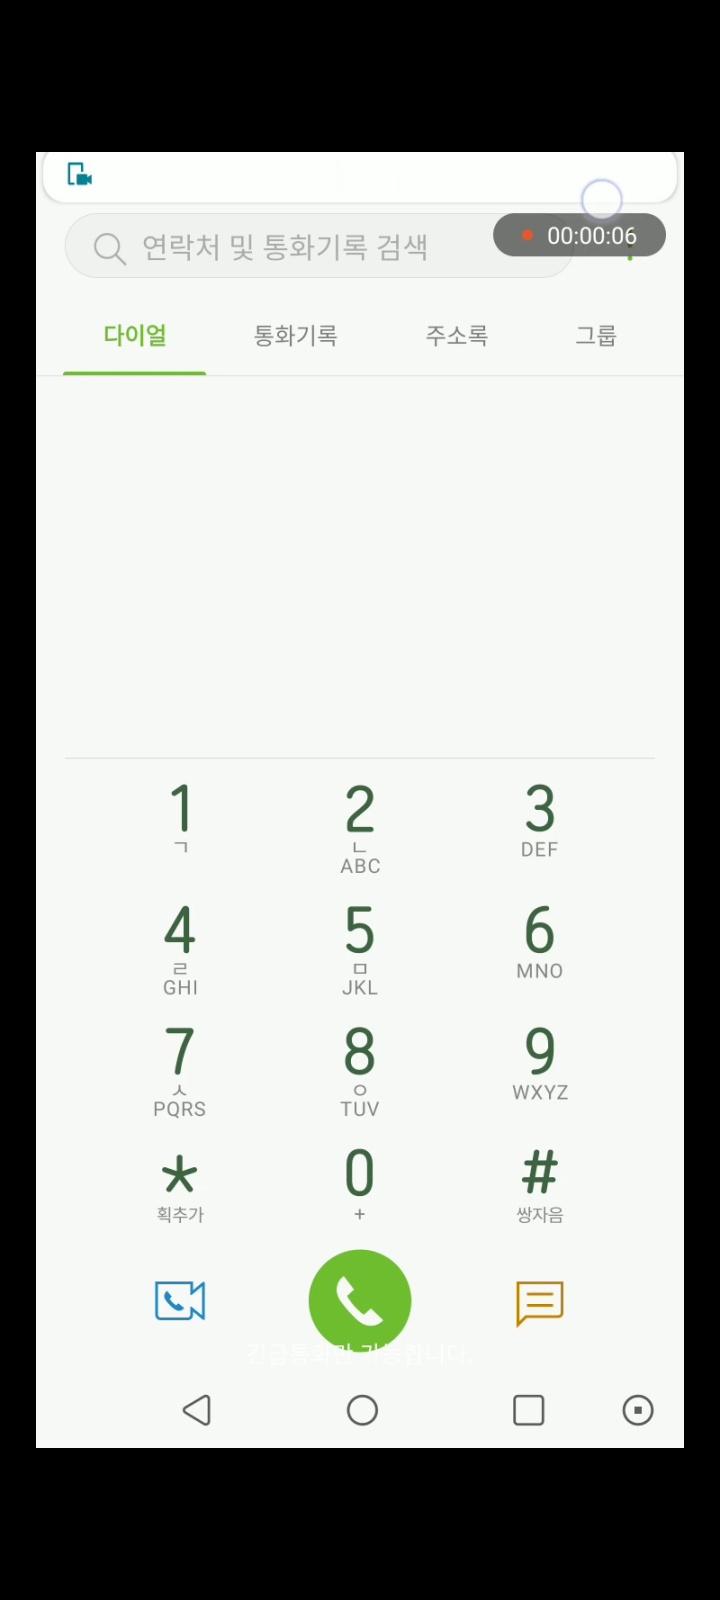 00:00:06
연락처 및 통화기록 검색
다이얼 통화기록 주소록 그룹
1 2 3
ㄱ ㄴ DEF
ABC
4 5 6
ㄹ ㅁ MNO
GHI JKL
7 8 9
ㅅ ㅇ WXYZ
PQRS TUV
* 0 #
획추가 + 쌍자음
긴급통화만 가능합니다.